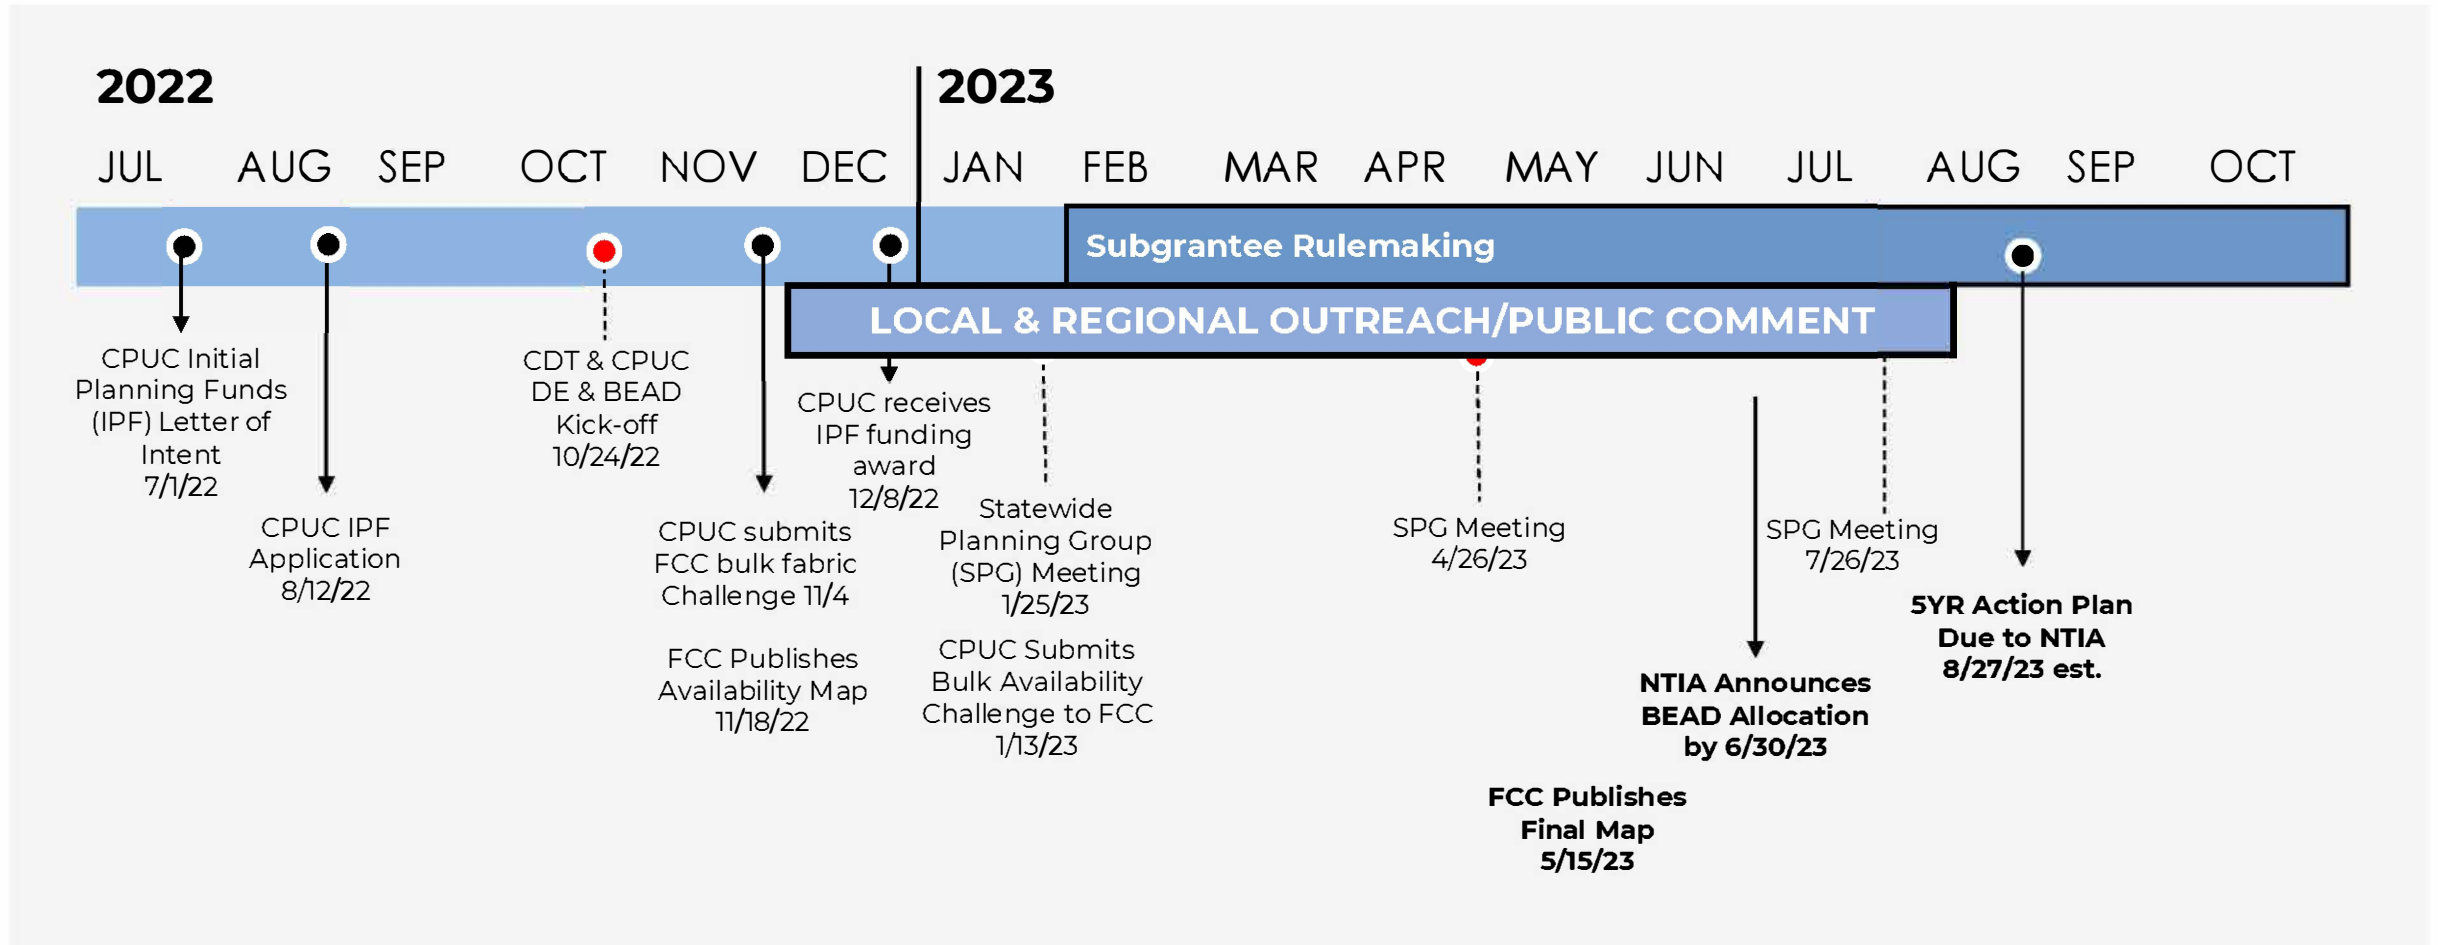 2022
2023
JUL AUG SEP OCT NOV DEC JAN FEB MAR APR MAY JUN JUL AUG SEP OCT
Subgrantee Rulemaking
LOCAL & REGIONAL OUTREACH/PUBLIC COMMENT
CPUC Initial
Planning Funds
(IPF) Letter of
Intent
7/1/22
CPUC IPF
Application
8/12/22
CDT & CPUC
DE & BEAD
Kick-off
10/24/22
CPUC submits
FCC bulk fabric
Challenge 11/4
FCC Publishes
Availability Map
11/18/22
CPUC receives
IPF funding
award
12/8/22
Statewide
Planning Group
(SPG) Meeting
1/25/23
CPUC Submits
Bulk Availability
Challenge to FCC
1/13/23
SPG Meeting
4/26/23
FCC Publishes
Final Map
5/15/23
NTIA Announces
BEAD Allocation
by 6/30/23
SPG Meeting
7/26/23
5YR Action Plan
Due to NTIA
8/27/23 est.